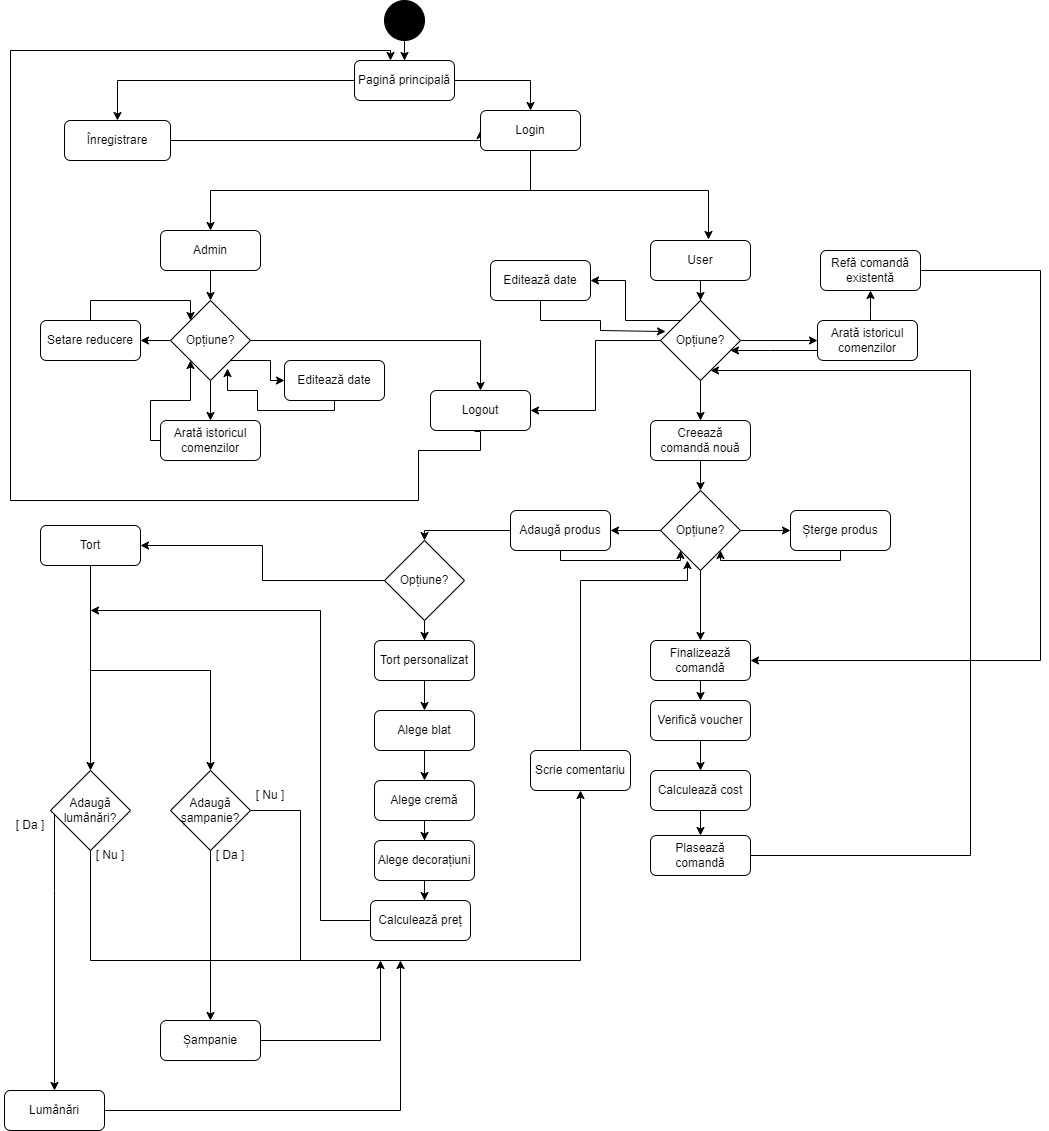 Pagină principală
Login
Înregistrare
Admin
User
Refă comandă
existentă
Editează date
Setare reducere
Opțiune?
Opțiune?
Arată istoricul
comenzilor
Editează date
Logout
Arată istoricul
comenzilor
Creează
comandă nouă
Tort
Adaugă produs
Opțiune?
Șterge produs
Opțiune?
Tort personalizat
Finalizează
comandă
Alege blat
Verifică voucher
Scrie comentariu
Adaugă
lumânări?
Adaugă
șampanie?
[ Nu ]
Alege cremă
Calculează cost
[ Da ]
[ Nu ]
[ Da ]
Alege decorațiuni
Plasează
comandă
Calculează preț
Șampanie
Lumânări